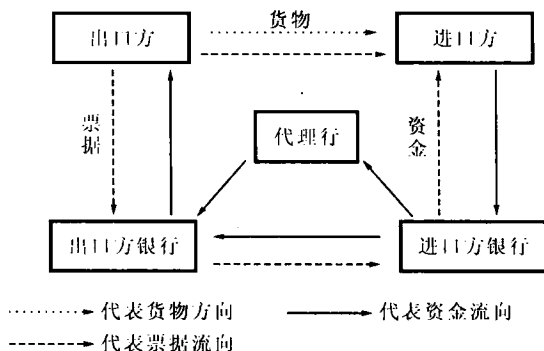 货物
出口方
进口方
票据
代理行
资金
出口方银行
进口方银行
代表货物方向
代表资金流向
代表票据流向